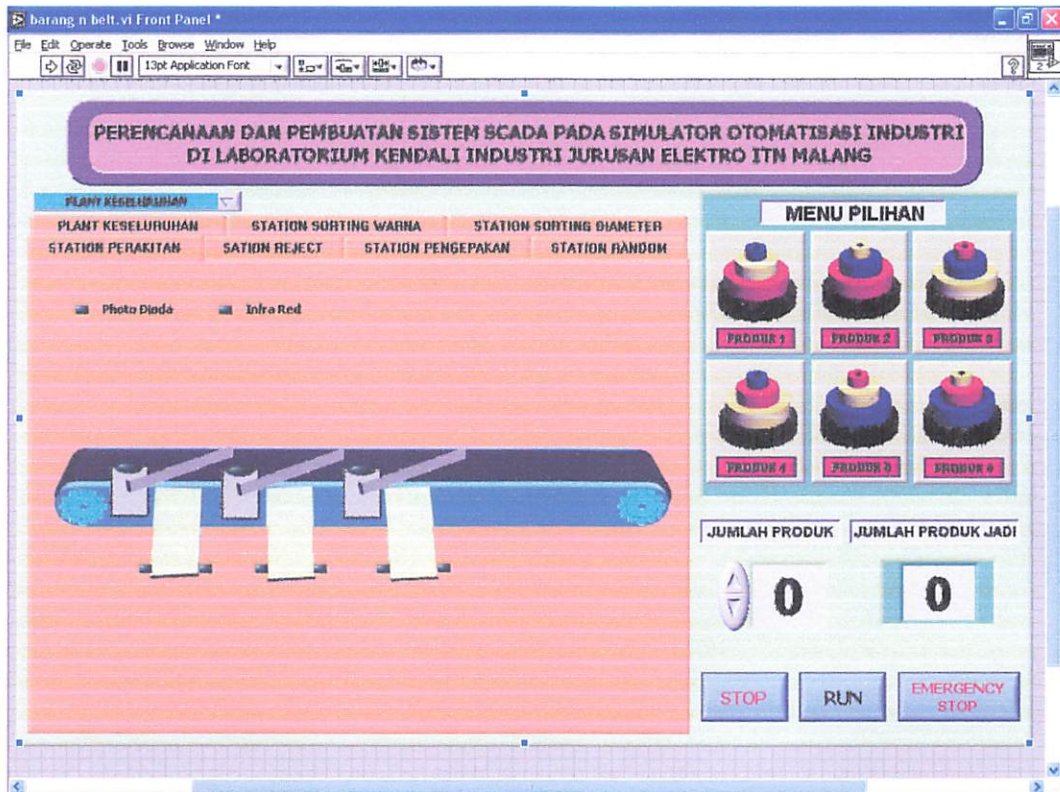 barang n belt.vi Front Panel *
File Edit Operate Tools Browse Window Help
13pt Application Font
2
PERENCANAAN DAN PEMBUATAN SISTEM SCADA PADA SIMULATOR OTOMATISASI INDUSTRI
DI LABORATORIUM KENDALI INDUSTRI JURUSAN ELEKTRO ITN MALANG
PLANT KESELURUHAN
PLANT KESELURUHAN STATION SORTING WARNA STATION SORTING DIAMETER
STATION PERAKITAN SATION REJECT STATION PENGEPAKAN STATION RANDOM
Photo Dioda Infra Red
MENU PILIHAN
PRODUK 1 PRODUK 2 PRODUK 3
PRODUK 4 PRODUK 5 PRODUK 6
JUMLAH PRODUK JUMLAH PRODUK JADI
0 0
STOP RUN EMERGENCY
STOP